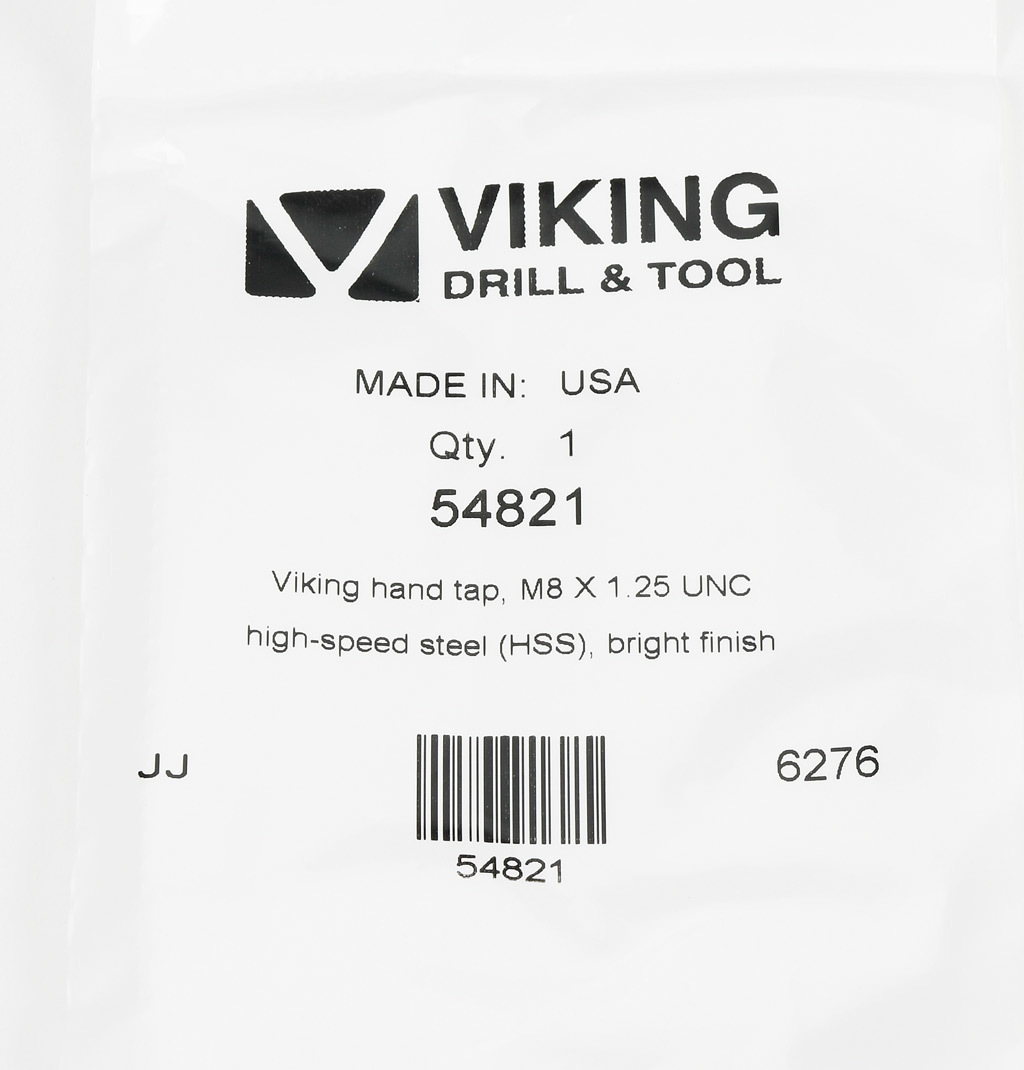 VIKING
DRILL & TOOL
MADE IN: USA
Qty. 1
54821
Viking hand tap, M8 X 1.25 UNC
high-speed steel (HSS), bright finish
JJ
6276
54821